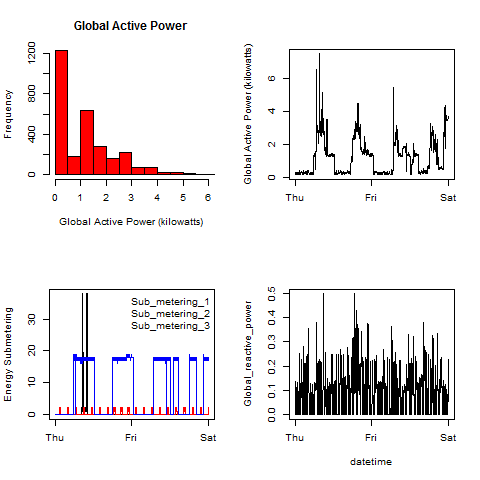 Global Active Power
Frequency
0 400 800 1200
0 1 2 3 4 5 6
Global Active Power (kilowatts)
Global Active Power (kilowatts)
0 2 4 6
Thu Fri Sat
Energy Submetering
0 10 20 30
Sub_metering_1
Sub_metering_2
Sub_metering_3
Thu Fri Sat
Global_reactive_power
0.0 0.1 0.2 0.3 0.4 0.5
Thu Fri Sat
datetime